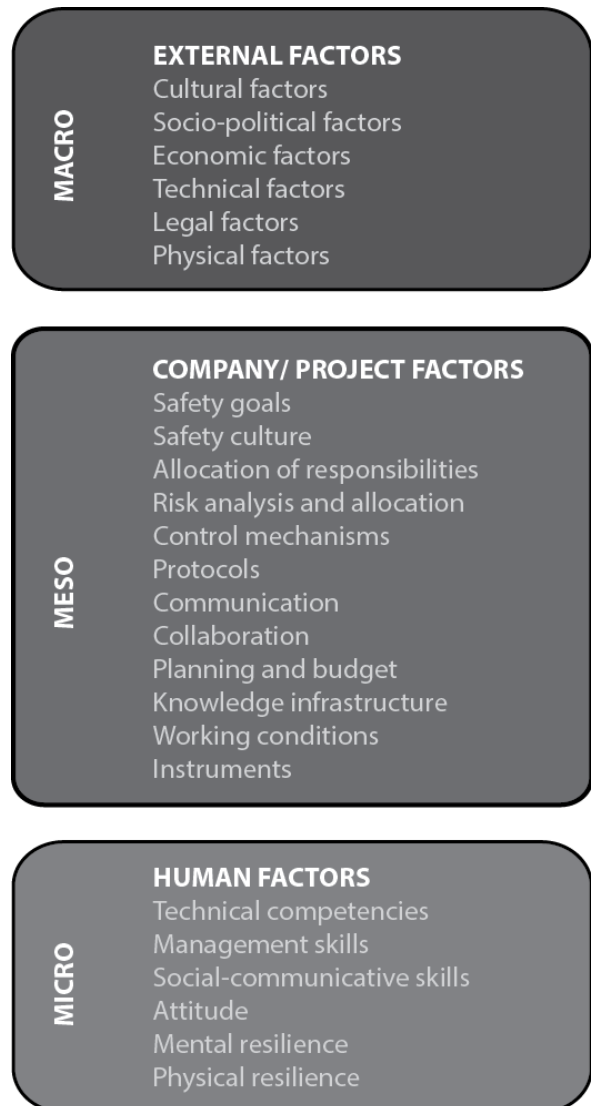 MACRO
EXTERNAL FACTORS
Cultural factors
Socio-political factors
Economic factors
Technical factors
Legal factors
Physical factors
MESO
COMPANY/ PROJECT FACTORS
Safety goals
Safety culture
Allocation of responsibilities
Risk analysis and allocation
Control mechanisms
Protocols
Communication
Collaboration
Planning and budget
Knowledge infrastructure
Working conditions
Instruments
MICRO
HUMAN FACTORS
Technical competencies
Management skills
Social-communicative skills
Attitude
Mental resilience
Physical resilience